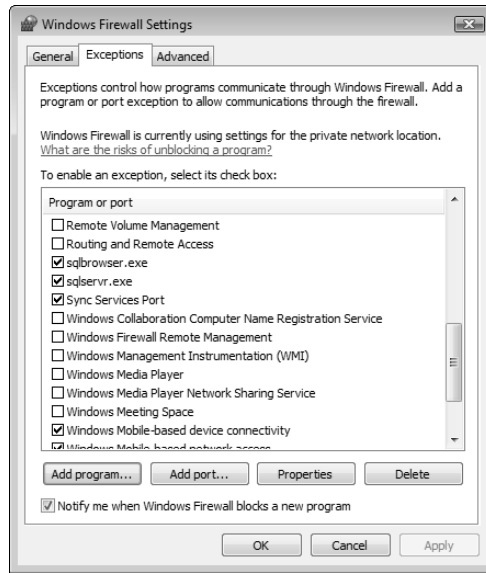 Windows Firewall Settings
General Exceptions Advanced
Exceptions control how programs communicate through Windows Firewall. Add a
program or port exception to allow communications through the firewall.
Windows Firewall is currently using settings for the private network location.
What are the risks of unblocking a program?
To enable an exception, select its check box:
Program or port
Remote Volume Management
Routing and Remote Access
sqlbrowser.exe
sqlservr.exe
Sync Services Port
Windows Collaboration Computer Name Registration Service
Windows Firewall Remote Management
Windows Management Instrumentation (WMI)
Windows Media Player
Windows Media Player Network Sharing Service
Windows Meeting Space
Windows Mobile-based device connectivity
Windows Mobile-based network access
Add program... Add port... Properties Delete
Notify me when Windows Firewall blocks a new program
OK Cancel Apply